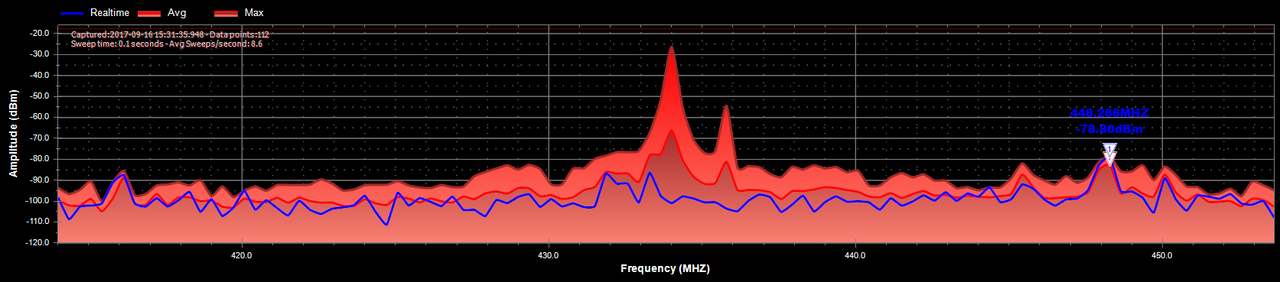 Realtime Avg Max
Captured:2017-09-16 15:31:35.948 - Data points:112
Sweep time: 0.1 seconds - Avg Sweeps/second: 8.6
-20.0
-30.0
-40.0
-50.0
-60.0
-70.0
-80.0
-90.0
-100.0
-110.0
-120.0
Amplitude (dBm)
448.286MHZ
-78.80dBm
1
420.0 430.0 440.0 450.0
Frequency (MHZ)